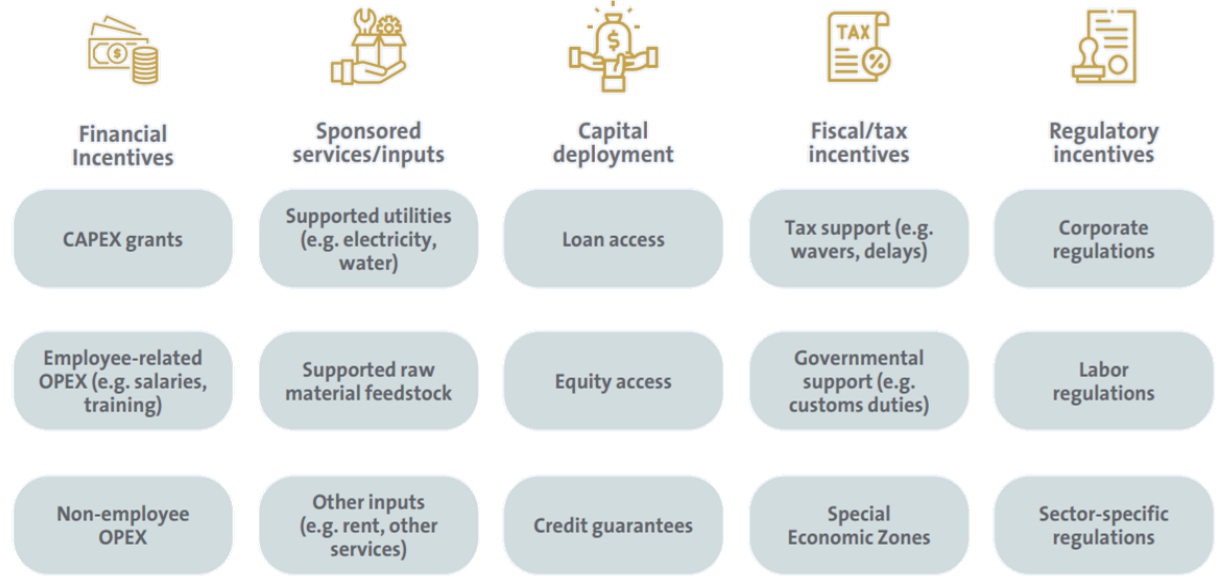 TAX
Financial
Incentives
Sponsored
services/inputs
Capital
deployment
Fiscal/tax
incentives
Regulatory
incentives
CAPEX grants
Supported utilities
(e.g. electricity,
water)
Loan access
Tax support (e.g.
wavers, delays)
Corporate
regulations
Employee-related
OPEX (e.g. salaries,
training)
Supported raw
material feedstock
Equity access
Governmental
support (e.g.
customs duties)
Labor
regulations
Non-employee
OPEX
Other inputs
(e.g. rent, other
services)
Credit guarantees
Special
Economic Zones
Sector-specific
regulations